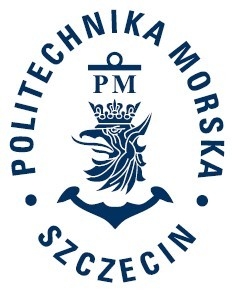 POLITECHNIKA MORSKA
PM
• SZCZECIN •